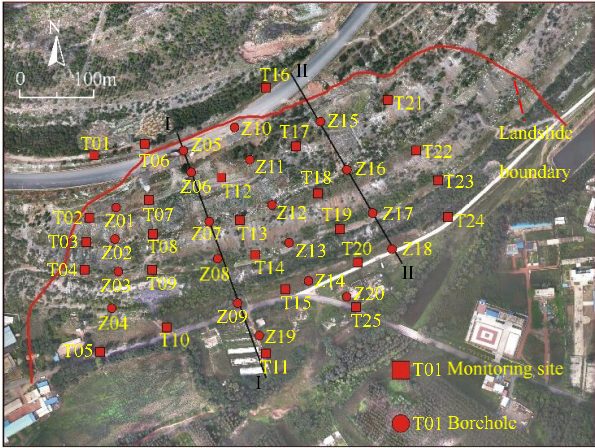 N
0 100m
II
T16
T21
I
Z15
Z10
T01
T06
Z05
T17
Landslide
boundary
Z11
Z06
T12
Z16
T22
T18
T23
T02
Z01
T07
Z12
Z17
T24
T03
Z02
T08
Z07
T13
T19
Z13
Z18
T04
Z03
T09
Z08
T14
T20
II
Z14
T15
Z20
T25
Z04
Z09
T05
T10
Z19
T11
I
T01 Monitoring site
T01 Borehole